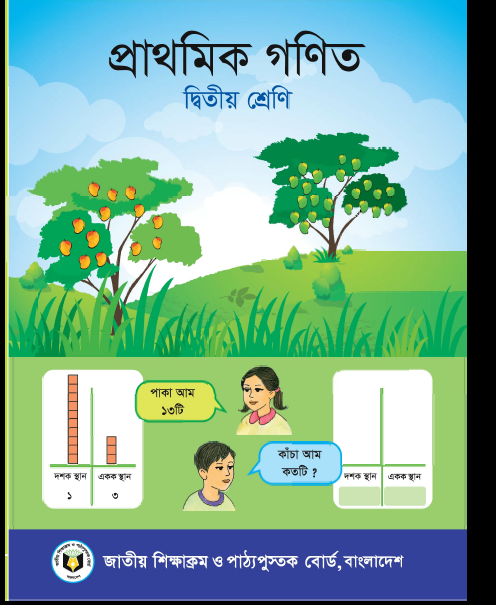 প্রাথমিক গণিত
দ্বিতীয় শ্রেণি
পাকা আম
১৩টি
কাঁচা আম
কতটি ?
দশক স্থান একক স্থান
১ ৩
দশক স্থান একক স্থান
জাতীয় শিক্ষাক্রম ও পাঠ্যপুস্তক বোর্ড, বাংলাদেশ